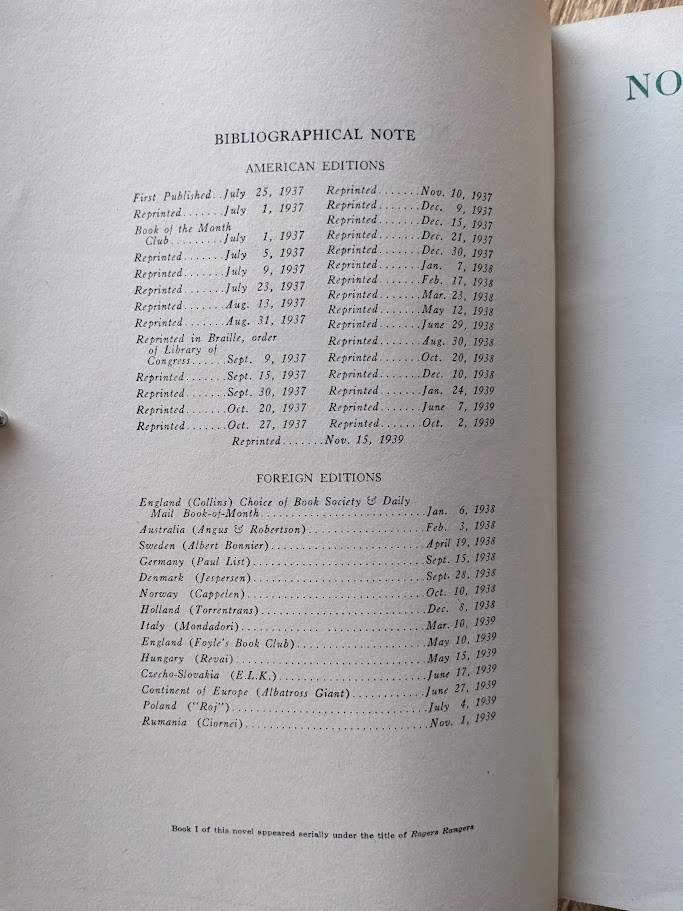 BIBLIOGRAPHICAL NOTE
AMERICAN EDITIONS
First Published..July 25, 1937
Reprinted.......July 1, 1937
Book of the Month
Club.........July 1, 1937
Reprinted.......July 5, 1937
Reprinted.......July 9, 1937
Reprinted.......July 23, 1937
Reprinted.......Aug. 13, 1937
Reprinted.......Aug. 31, 1937
Reprinted in Braille, order
of Library of
Congress......Sept. 9, 1937
Reprinted.......Sept. 15, 1937
Reprinted.......Sept. 30, 1937
Reprinted.......Oct. 20, 1937
Reprinted.......Oct. 27, 1937
Reprinted.......Nov. 10, 1937
Reprinted.......Dec. 9, 1937
Reprinted.......Dec. 15, 1937
Reprinted.......Dec. 21, 1937
Reprinted.......Dec. 30, 1937
Reprinted.......Jan. 7, 1938
Reprinted.......Feb. 17, 1938
Reprinted.......Mar. 23, 1938
Reprinted.......May 12, 1938
Reprinted.......June 29, 1938
Reprinted.......Aug. 30, 1938
Reprinted.......Oct. 20, 1938
Reprinted.......Dec. 10, 1938
Reprinted.......Jan. 24, 1939
Reprinted.......June 7, 1939
Reprinted.......Oct. 2, 1939
Reprinted.......Nov. 15, 1939
FOREIGN EDITIONS
England (Collins) Choice of Book Society & Daily
Mail Book-of-Month..........................Jan. 6, 1938
Australia (Angus & Robertson)...................Feb. 3, 1938
Sweden (Albert Bonnier).........................April 19, 1938
Germany (Paul List).............................Sept. 15, 1938
Denmark (Jespersen).............................Sept. 28, 1938
Norway (Cappelen)...............................Oct. 10, 1938
Holland (Torrentrans)...........................Dec. 8, 1938
Italy (Mondadori)...............................Mar. 10, 1939
England (Foyle's Book Club).....................May 10, 1939
Hungary (Revai).................................May 15, 1939
Czecho-Slovakia (E.L.K.)........................June 17, 1939
Continent of Europe (Albatross Giant)...........June 27, 1939
Poland ("Roj")..................................July 4, 1939
Rumania (Ciornei)...............................Nov. 1, 1939
Book I of this novel appeared serially under the title of Rogers Rangers
NO